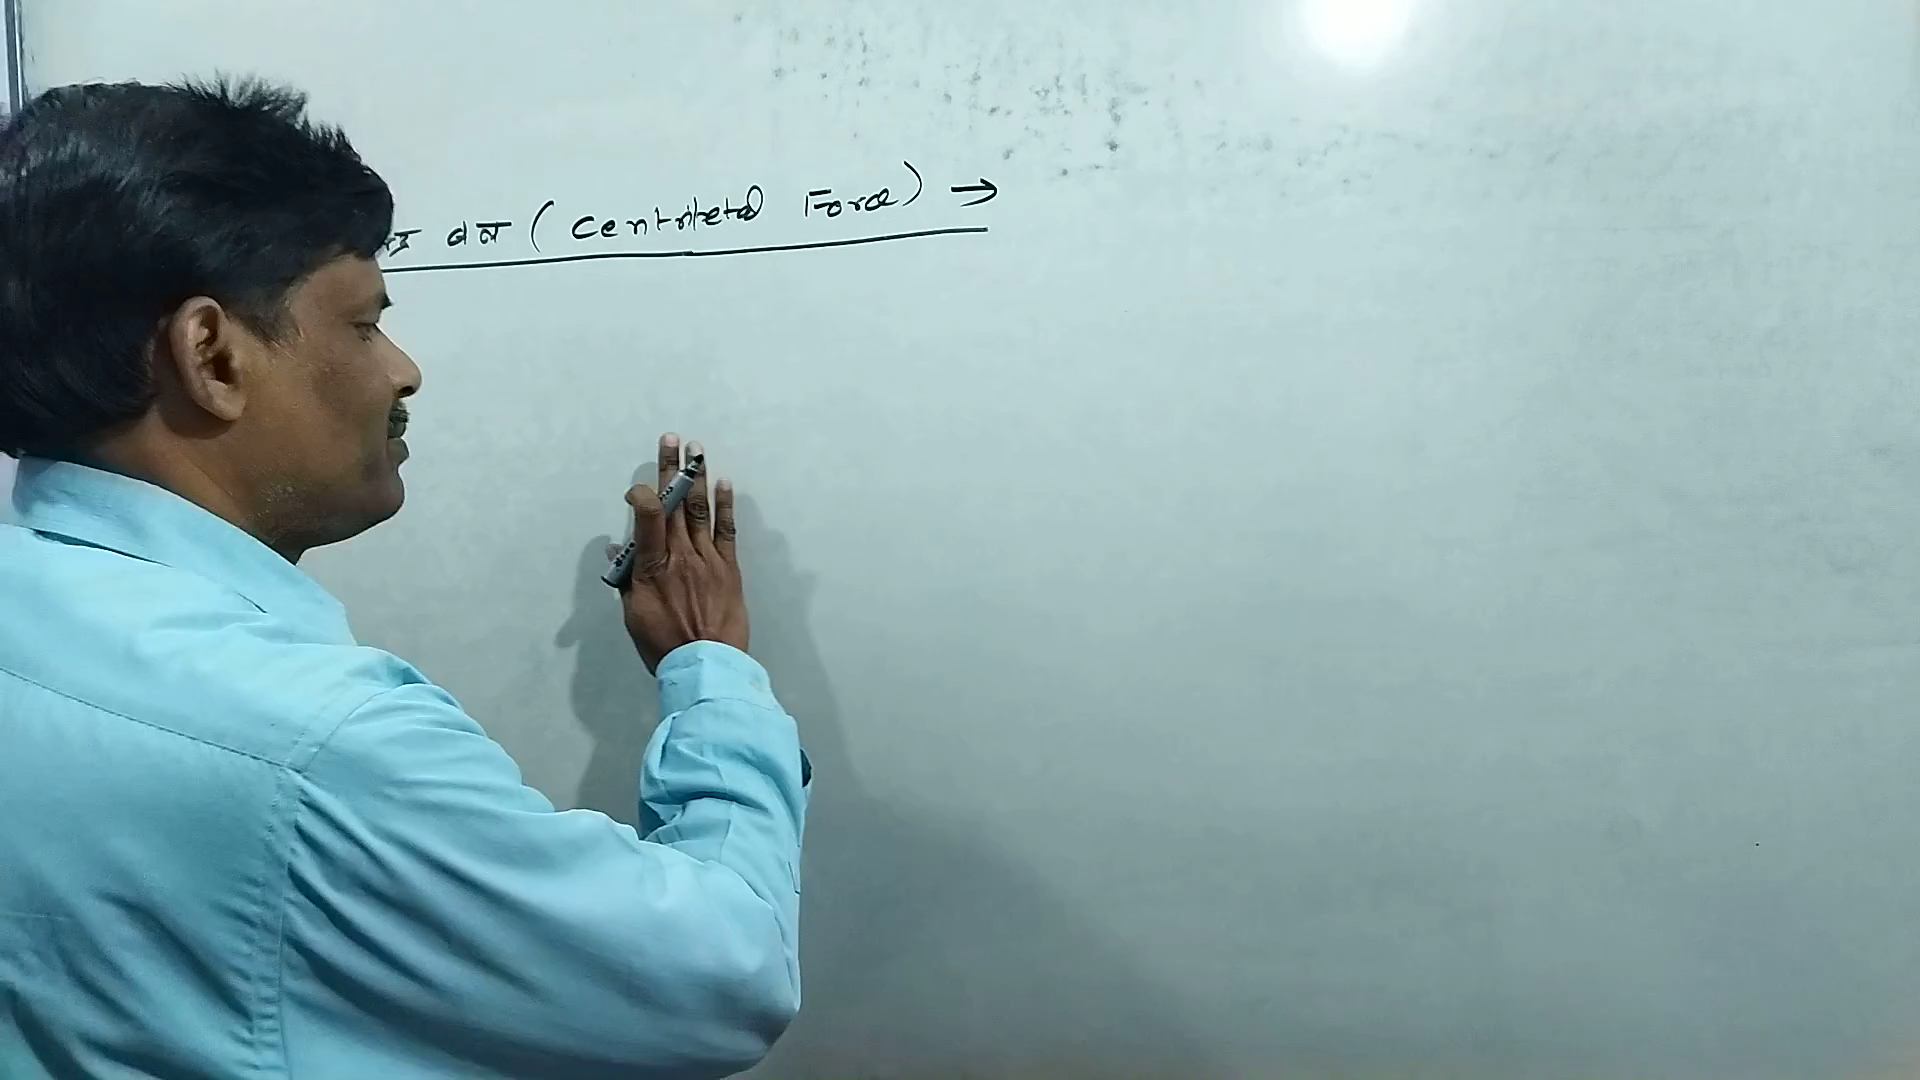 बल (Centripetal Force) →